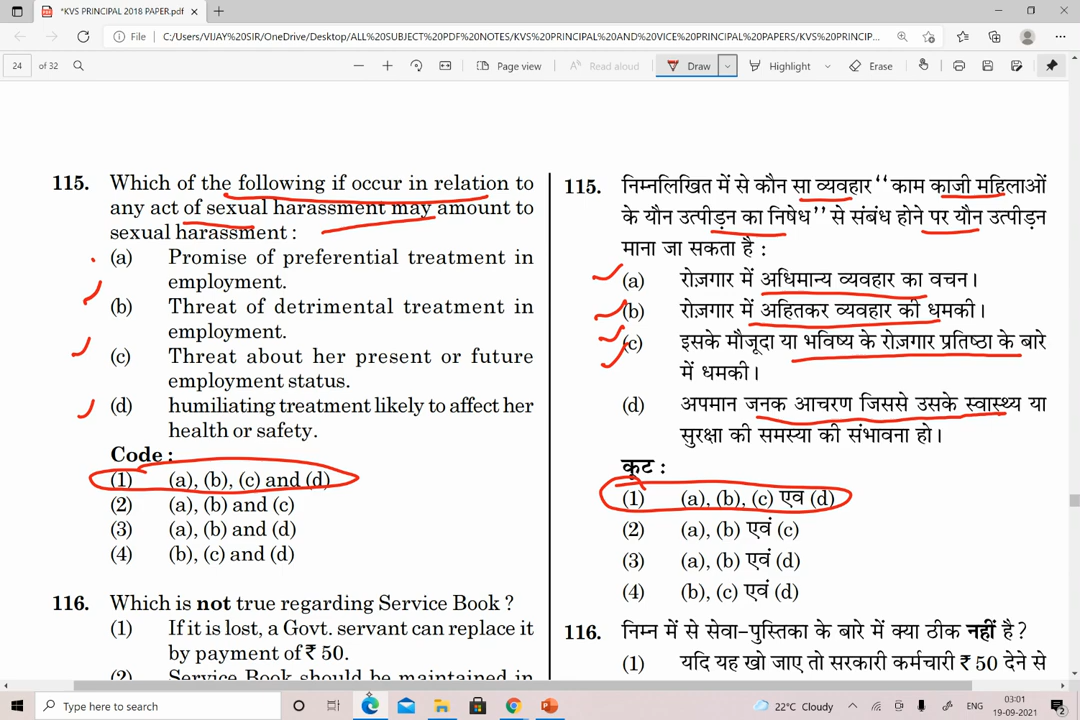 *KVS PRINCIPAL 2018 PAPER.pdf
File
C:/Users/VIJAY%20SIR/OneDrive/Desktop/ALL%20SUBJECT%20PDF%20NOTES/KVS%20PRINCIPAL%20AND%20VICE%20PRINCIPAL%20PAPERS/KVS%20PRINCIP...
24 of 32
Page view
Read aloud
Draw
Highlight
Erase
115. Which of the following if occur in relation to
any act of sexual harassment may amount to
sexual harassment :
(a) Promise of preferential treatment in
employment.
(b) Threat of detrimental treatment in
employment.
(c) Threat about her present or future
employment status.
(d) humiliating treatment likely to affect her
health or safety.
Code :
(1) (a), (b), (c) and (d)
(2) (a), (b) and (c)
(3) (a), (b) and (d)
(4) (b), (c) and (d)
116. Which is not true regarding Service Book ?
(1) If it is lost, a Govt. servant can replace it
by payment of ₹ 50.
(2) Service Book should be maintained in
115. निम्नलिखित में से कौन सा व्यवहार ‘‘काम काजी महिलाओं
के यौन उत्पीड़न का निषेध’’ से संबंध होने पर यौन उत्पीड़न
माना जा सकता है :
(a) रोज़गार में अधिमान्य व्यवहार का वचन।
(b) रोज़गार में अहितकर व्यवहार की धमकी।
(c) इसके मौजूदा या भविष्य के रोज़गार प्रतिष्ठा के बारे
में धमकी।
(d) अपमान जनक आचरण जिससे उसके स्वास्थ्य या
सुरक्षा की समस्या की संभावना हो।
कूट :
(1) (a), (b), (c) एवं (d)
(2) (a), (b) एवं (c)
(3) (a), (b) एवं (d)
(4) (b), (c) एवं (d)
116. निम्न में से सेवा-पुस्तिका के बारे में क्या ठीक नहीं है ?
(1) यदि यह खो जाए तो सरकारी कर्मचारी ₹ 50 देने से
Type here to search
22°C Cloudy
ENG
03:01
19-09-2021
2